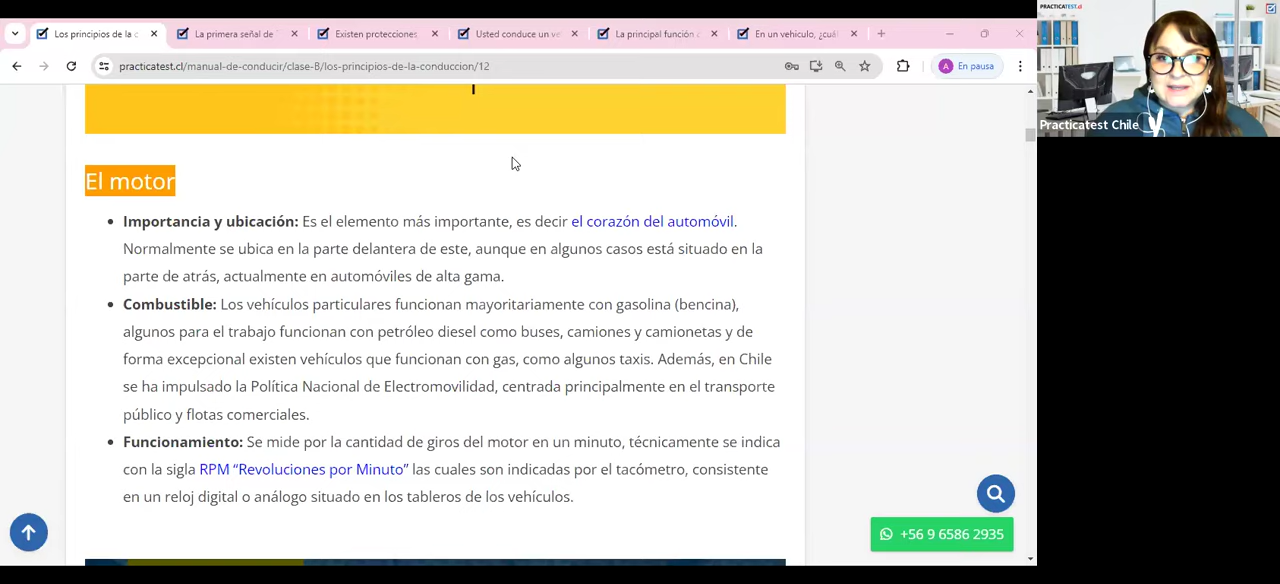 Los principios de la c
La primera señal de
Existen protecciones
Usted conduce un ve
La principal función
En un vehículo, ¿cuá
practicatest.cl/manual-de-conducir/clase-B/los-principios-de-la-conduccion/12
A
En pausa
PRACTICATEST.cl
Practicatest Chile
El motor
• Importancia y ubicación: Es el elemento más importante, es decir el corazón del automóvil.
Normalmente se ubica en la parte delantera de este, aunque en algunos casos está situado en la
parte de atrás, actualmente en automóviles de alta gama.
• Combustible: Los vehículos particulares funcionan mayoritariamente con gasolina (bencina),
algunos para el trabajo funcionan con petróleo diesel como buses, camiones y camionetas y de
forma excepcional existen vehículos que funcionan con gas, como algunos taxis. Además, en Chile
se ha impulsado la Política Nacional de Electromovilidad, centrada principalmente en el transporte
público y flotas comerciales.
• Funcionamiento: Se mide por la cantidad de giros del motor en un minuto, técnicamente se indica
con la sigla RPM “Revoluciones por Minuto” las cuales son indicadas por el tacómetro, consistente
en un reloj digital o análogo situado en los tableros de los vehículos.
+56 9 6586 2935